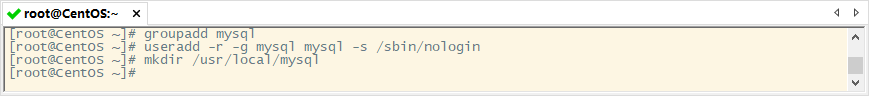 root@CentOS:~
[root@CentOS ~]# groupadd mysql
[root@CentOS ~]# useradd -r -g mysql mysql -s /sbin/nologin
[root@CentOS ~]# mkdir /usr/local/mysql
[root@CentOS ~]#